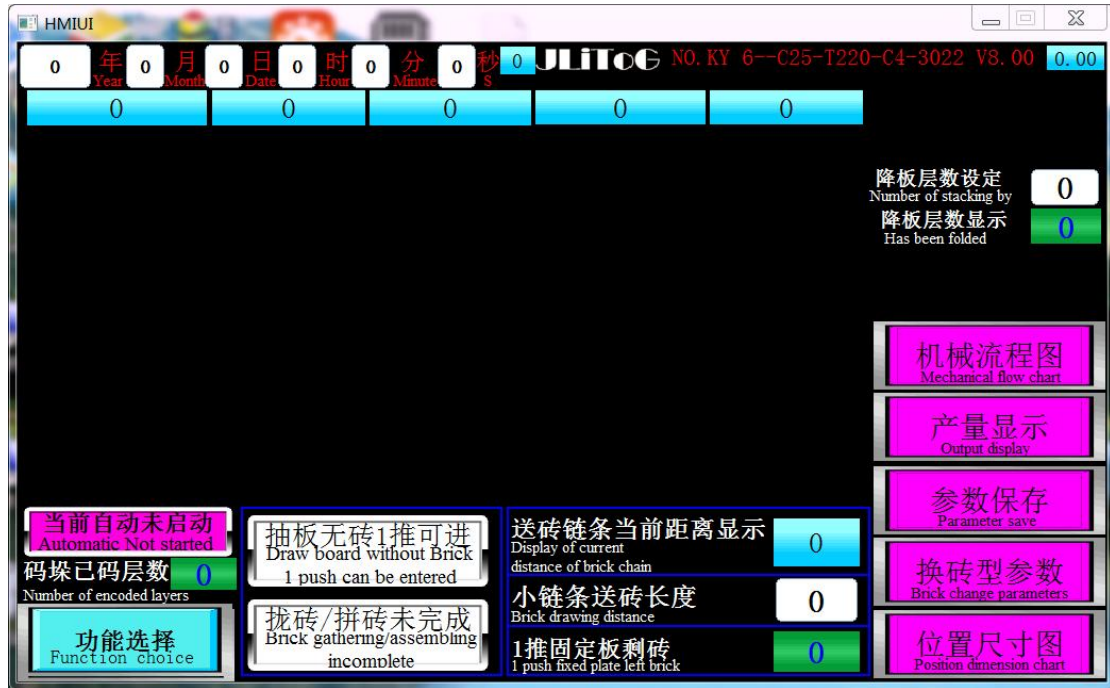 HMIUI
0 年 0 月 0 日 0 时 0 分 0 秒 0 JLiToG NO. KY 6--C25-T220-C4-3022 V8.00 0.00
Year Month Date Hour Minute S
0 0 0 0 0
降板层数设定 0
Number of stacking by
降板层数显示 0
Has been folded
机械流程图
Mechanical flow chart
产量显示
Output display
参数保存
Parameter save
换砖型参数
Brick change parameters
位置尺寸图
Position dimension chart
当前自动未启动
Automatic Not started
码垛已码层数 0
Number of encoded layers
功能选择
Function choice
抽板无砖1推可进
Draw board without Brick
1 push can be entered
拢砖/拼砖未完成
Brick gathering/assembling
incomplete
送砖链条当前距离显示 0
Display of current
distance of brick chain
小链条送砖长度 0
Brick drawing distance
1推固定板剩砖 0
1 push fixed plate left brick